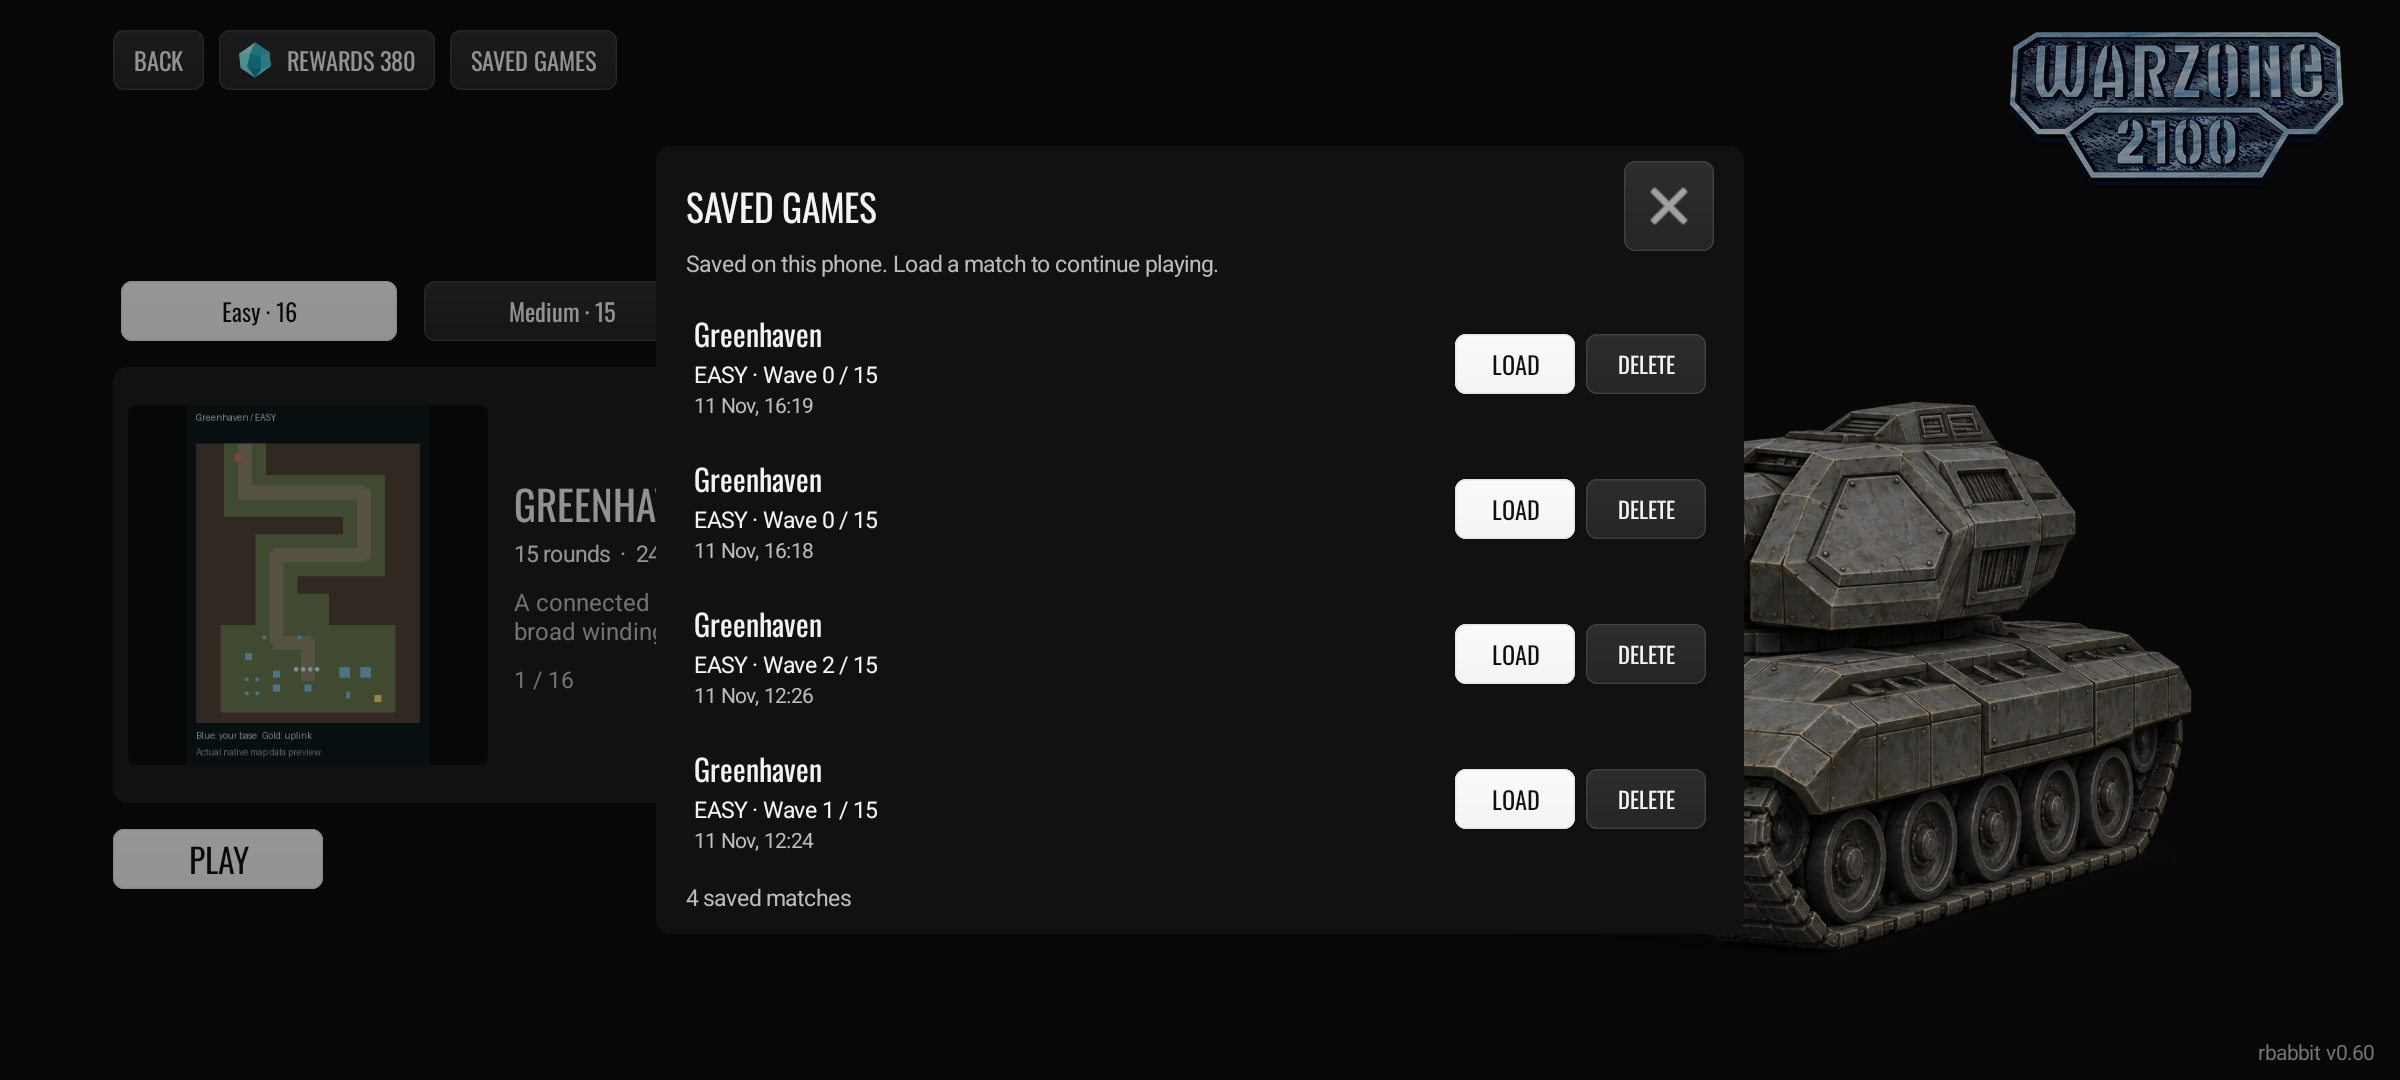 BACK
REWARDS 380
SAVED GAMES
WARZONE
2100
SAVED GAMES
Saved on this phone. Load a match to continue playing.
Easy · 16
Medium · 15
Greenhaven
EASY · Wave 0 / 15
11 Nov, 16:19
LOAD
DELETE
Greenhaven
EASY · Wave 0 / 15
11 Nov, 16:18
LOAD
DELETE
Greenhaven
EASY · Wave 2 / 15
11 Nov, 12:26
LOAD
DELETE
Greenhaven
EASY · Wave 1 / 15
11 Nov, 12:24
LOAD
DELETE
4 saved matches
Greenhaven / EASY
Blue: your base Gold: uplink
Actual native map data preview
GREENHA
15 rounds · 24
A connected
broad winding
1 / 16
PLAY
rbabbit v0.60